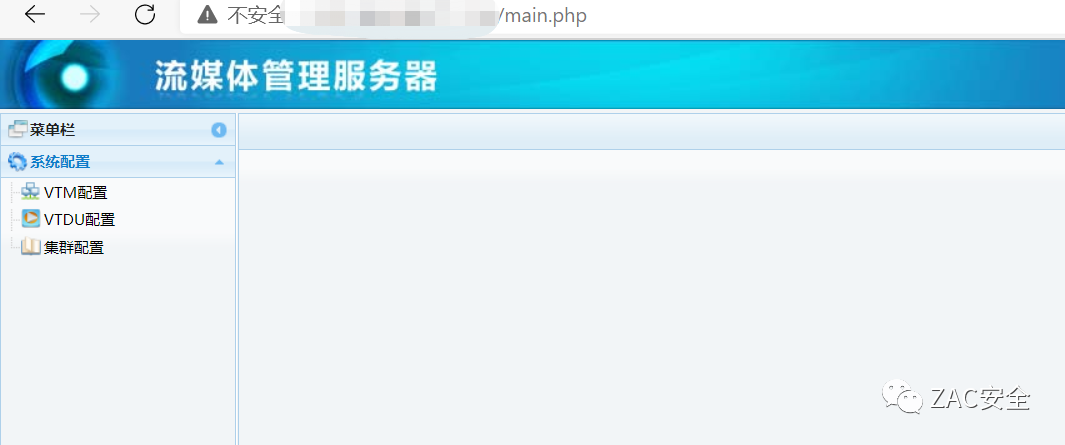 不安全
/main.php
流媒体管理服务器
菜单栏
系统配置
VTM配置
VTDU配置
集群配置
ZAC安全